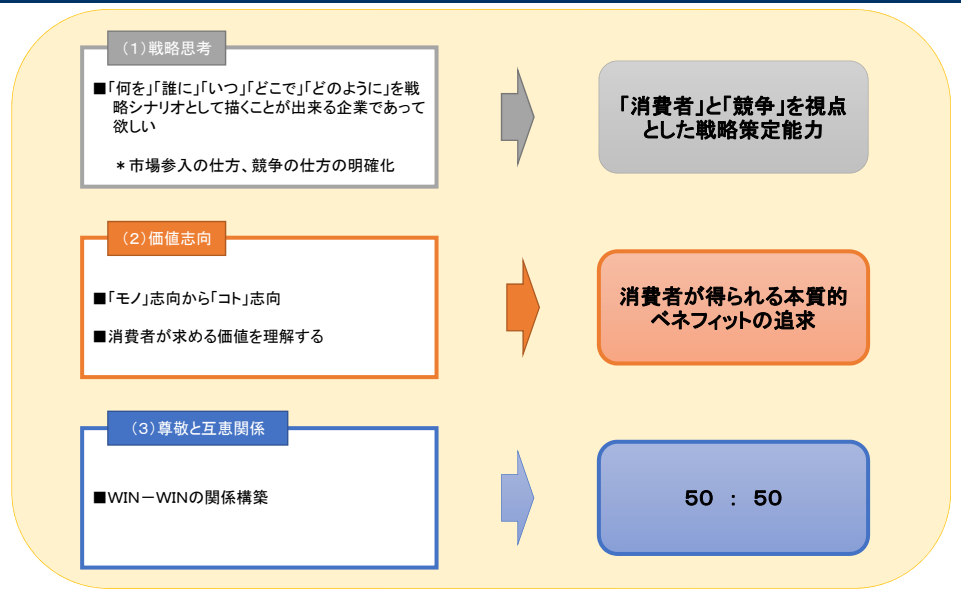 （1）戦略思考
■「何を」「誰に」「いつ」「どこで」「どのように」を戦
略シナリオとして描くことが出来る企業であって
欲しい
＊市場参入の仕方、競争の仕方の明確化
「消費者」と「競争」を視点
とした戦略策定能力
（2）価値志向
■「モノ」志向から「コト」志向
■消費者が求める価値を理解する
消費者が得られる本質的
ベネフィットの追求
（3）尊敬と互恵関係
■WIN－WINの関係構築
50 ： 50